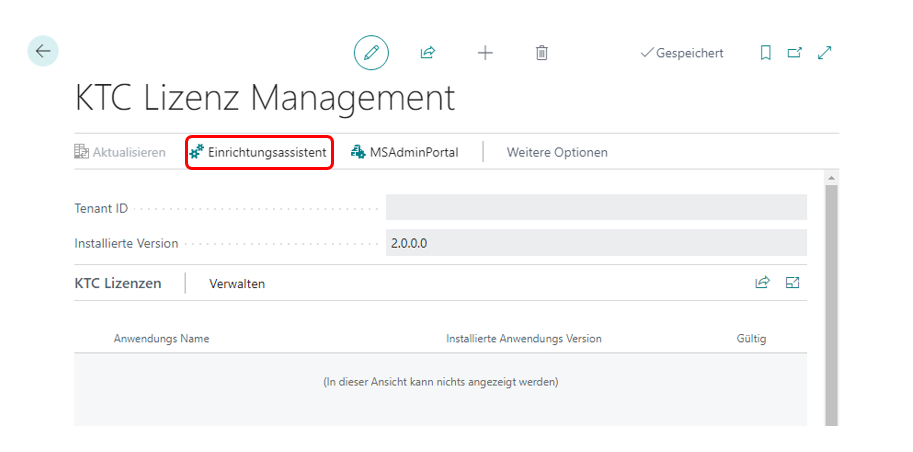 Gespeichert
KTC Lizenz Management
Aktualisieren Einrichtungsassistent MSAdminPortal Weitere Optionen
Tenant ID
Installierte Version 2.0.0.0
KTC Lizenzen Verwalten
Anwendungs Name Installierte Anwendungs Version Gültig
(In dieser Ansicht kann nichts angezeigt werden)